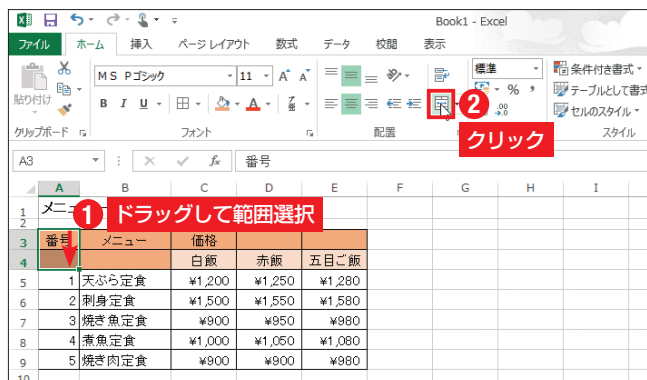 Book1 - Excel
ファイル ホーム 挿入 ページ レイアウト 数式 データ 校閲 表示
貼り付け
ＭＳ Ｐゴシック 11 A A
B I U A
標準
% ,
条件付き書式
テーブルとして書式
セルのスタイル
クリップボード フォント 配置 スタイル
2
クリック
A3 fx 番号
A B C D E F G H I
1 メニュー
1 ドラッグして範囲選択
2
3 番号 メニュー 価格
4 白飯 赤飯 五目ご飯
5 1 天ぷら定食 ¥1,200 ¥1,250 ¥1,280
6 2 刺身定食 ¥1,500 ¥1,550 ¥1,580
7 3 焼き魚定食 ¥900 ¥950 ¥980
8 4 煮魚定食 ¥1,000 ¥1,050 ¥1,080
9 5 焼き肉定食 ¥900 ¥900 ¥980
10